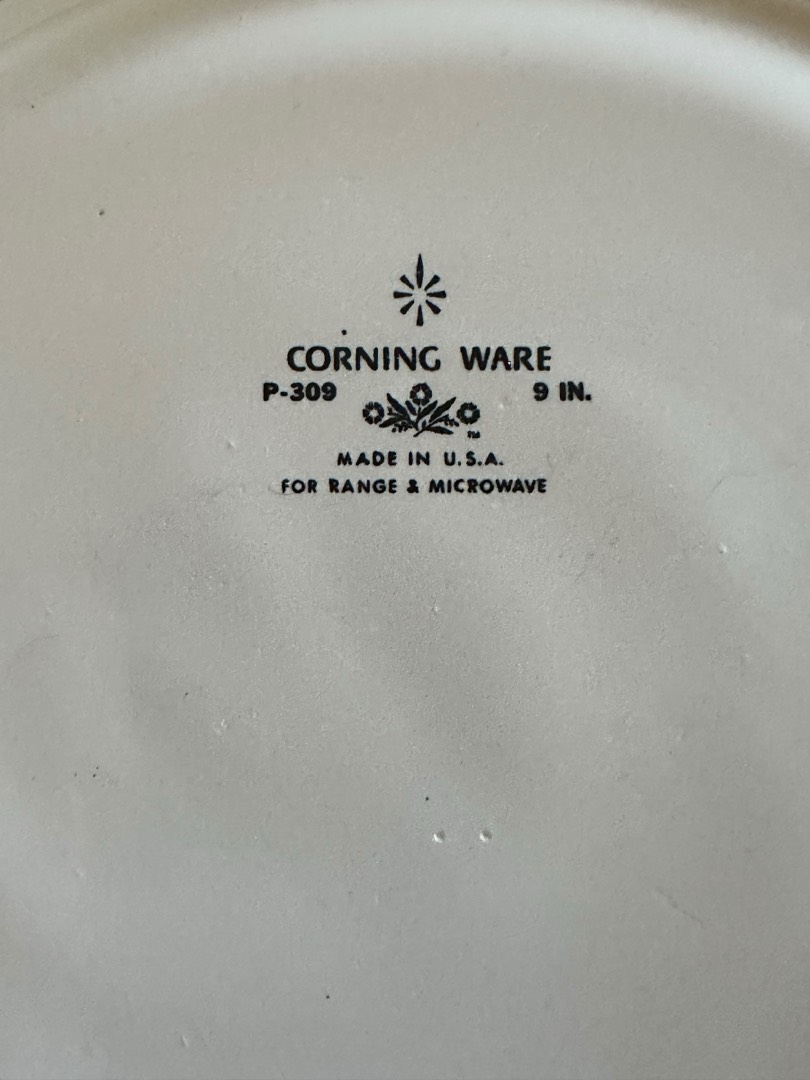 CORNING WARE
P-309 9 IN.
TM
MADE IN U.S.A.
FOR RANGE & MICROWAVE